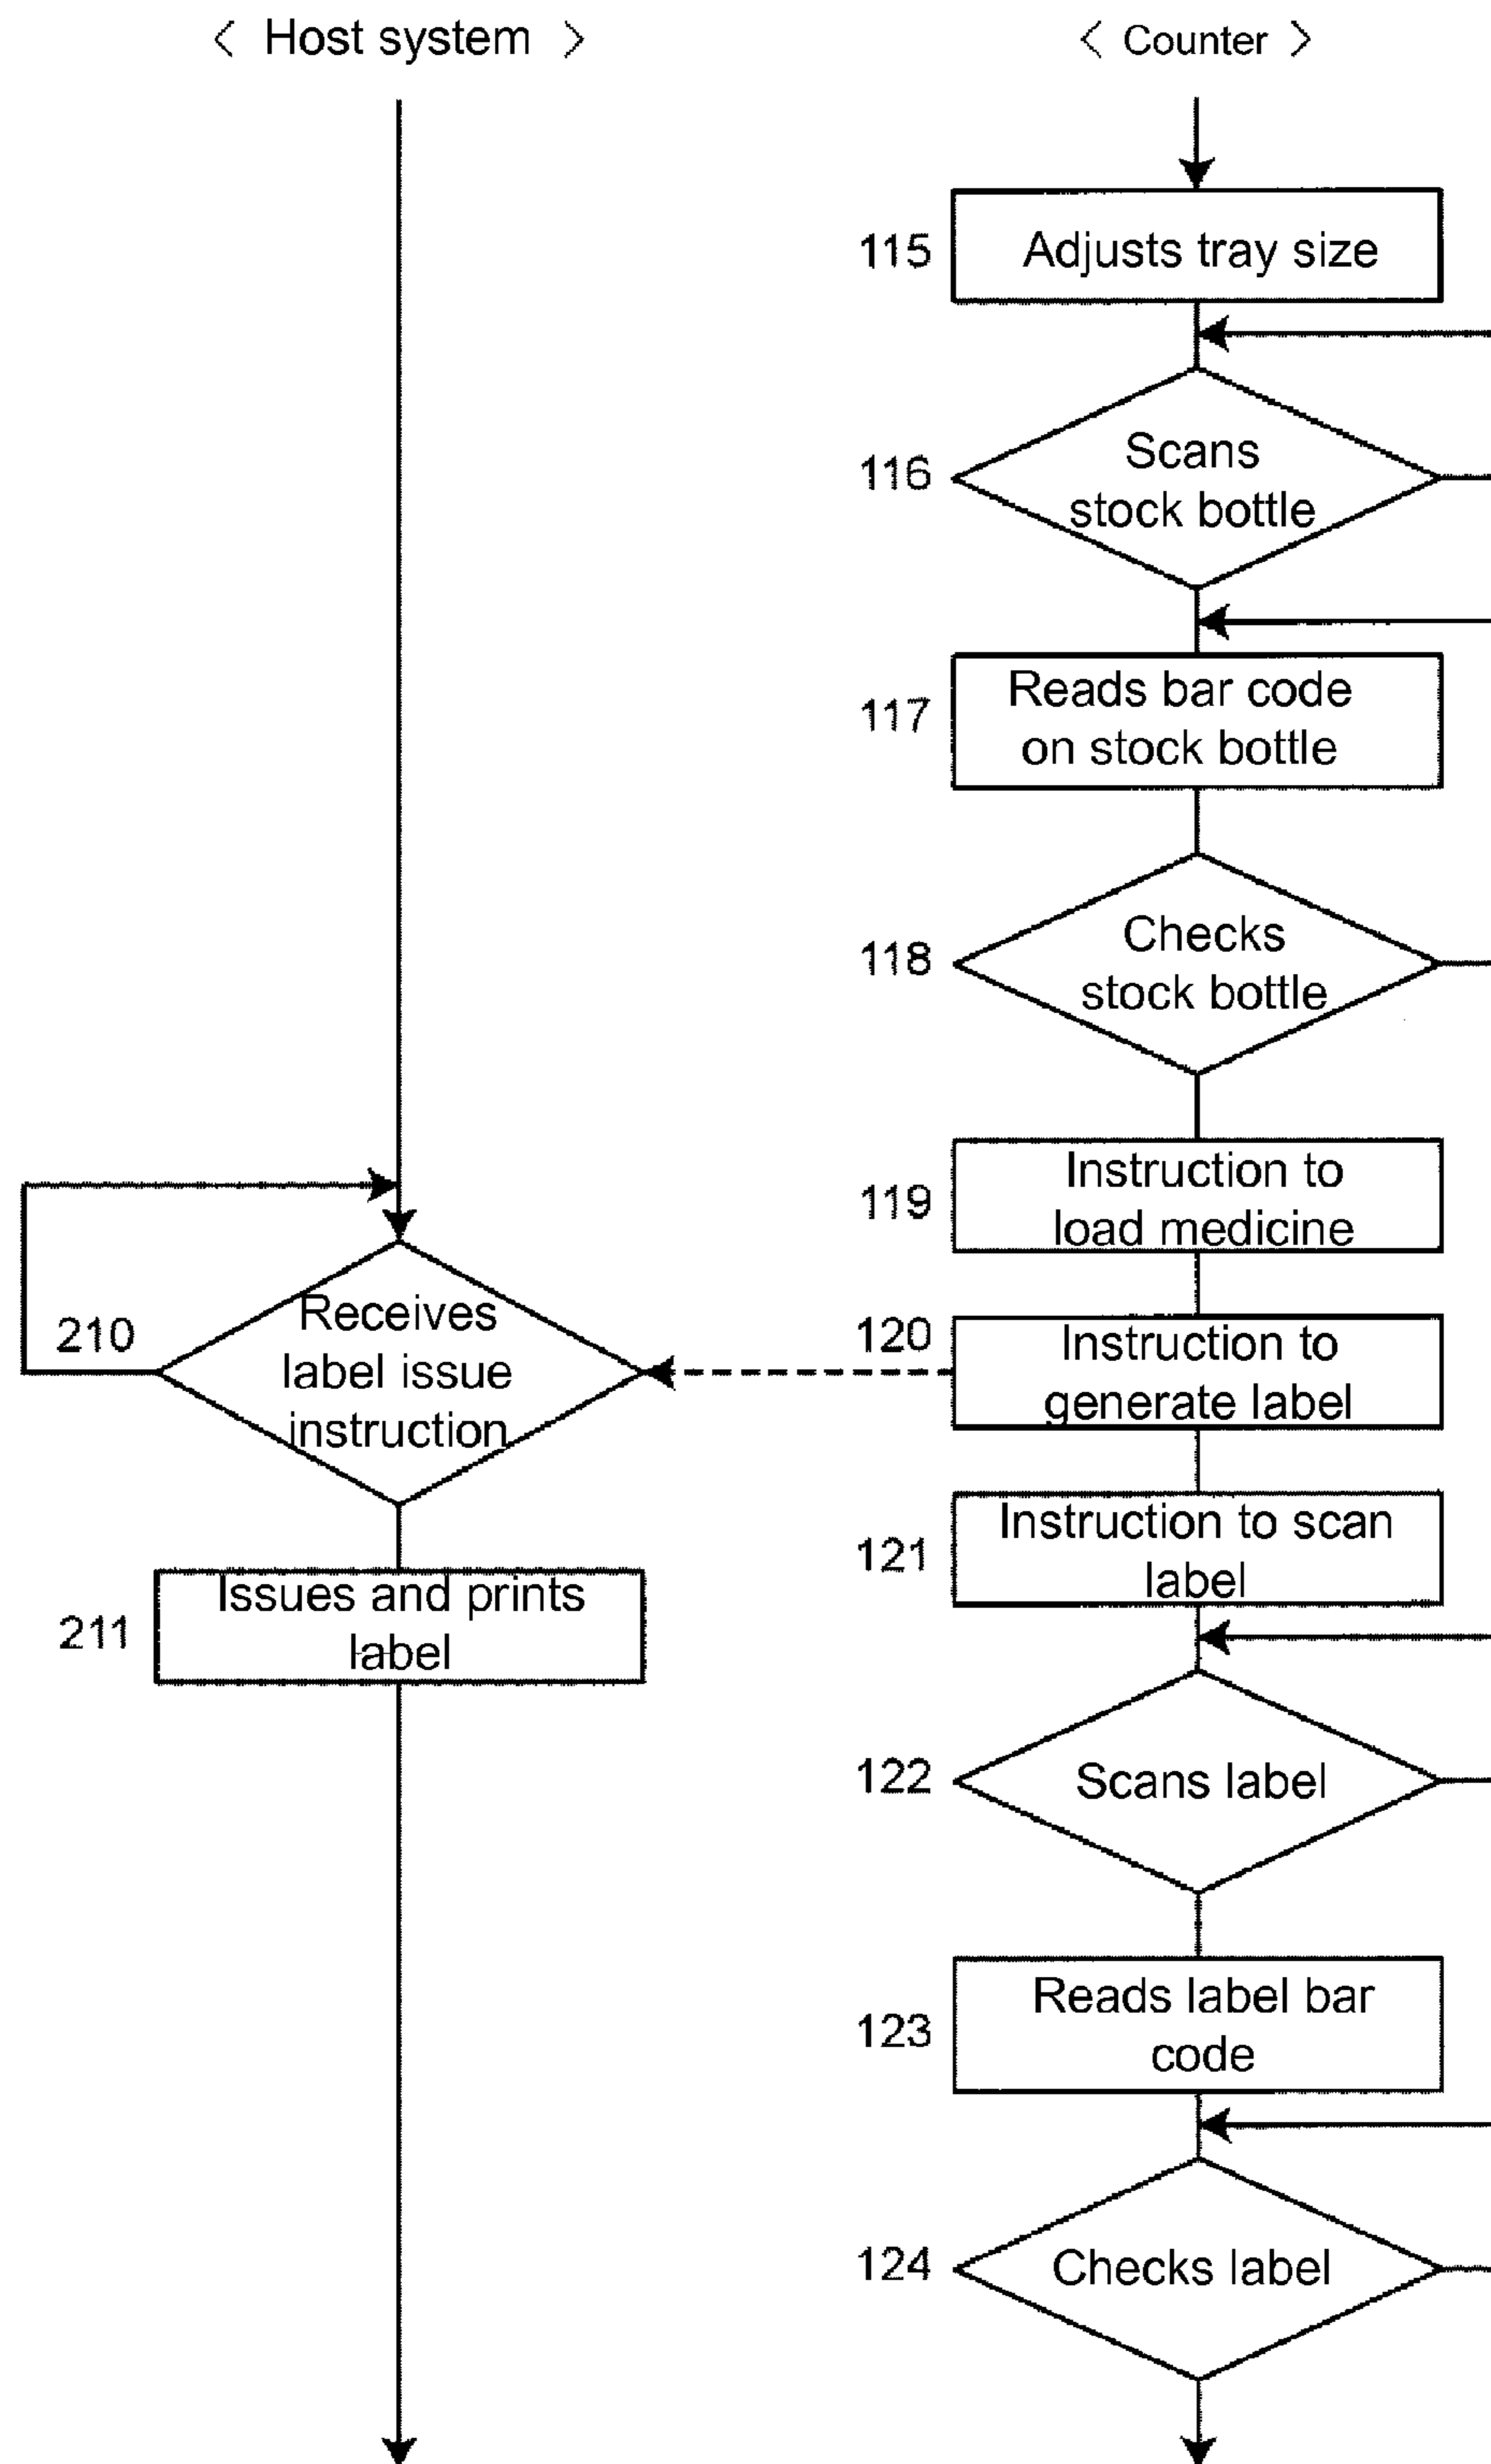 < Host system >
< Counter >
115
Adjusts tray size
116
Scans
stock bottle
117
Reads bar code
on stock bottle
118
Checks
stock bottle
119
Instruction to
load medicine
210
Receives
label issue
instruction
120
Instruction to
generate label
121
Instruction to scan
label
211
Issues and prints
label
122
Scans label
123
Reads label bar
code
124
Checks label